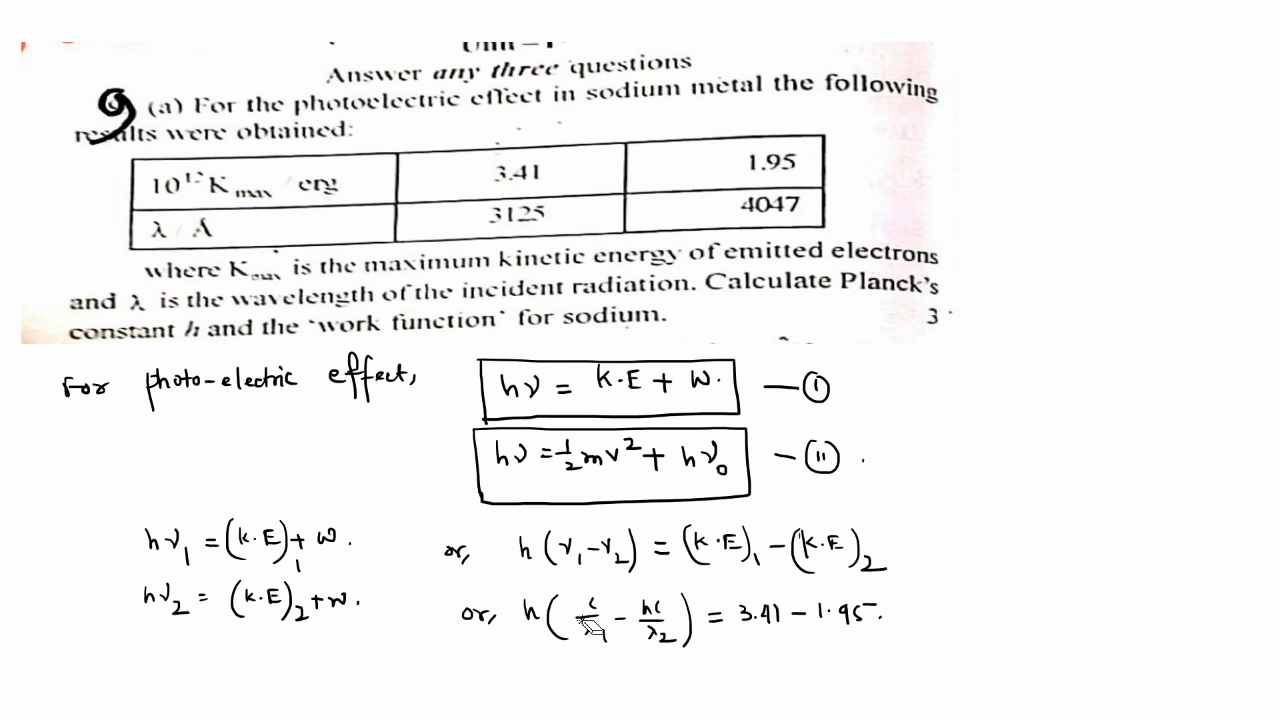 Unit - I
Answer any three questions
Q (a) For the photoelectric effect in sodium metal the following
results were obtained:
10¹² K max / erg 3.41 1.95
λ / Å 3125 4047
where K max is the maximum kinetic energy of emitted electrons
and λ is the wavelength of the incident radiation. Calculate Planck's
constant h and the 'work function' for sodium. 3
For photo-electric effect, hν = K.E + W. — (I)
hν = ½mv² + hν₀ — (II) .
hν₁ = (K.E)₁ + W. or, h(ν₁ - ν₂) = (K.E)₁ - (K.E)₂
hν₂ = (K.E)₂ + W. or, h(c/λ₁ - hc/λ₂) = 3.41 - 1.95.